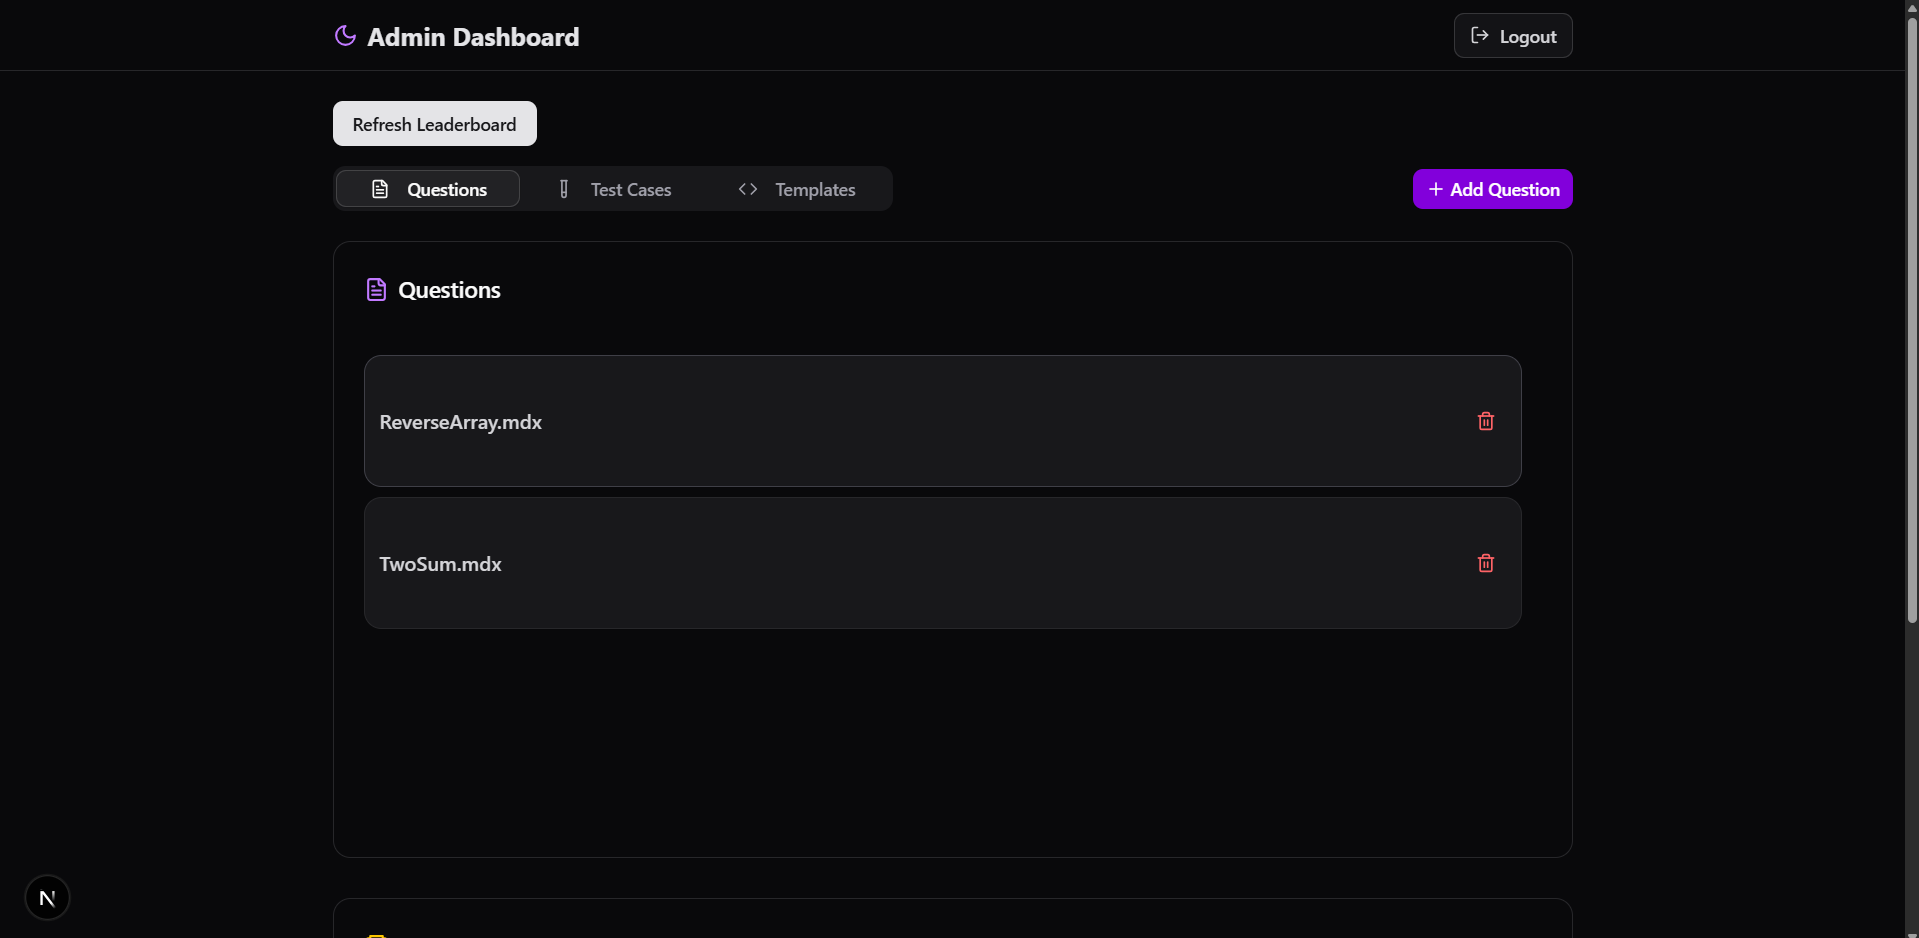 Admin Dashboard
Logout
Refresh Leaderboard
Questions
Test Cases
Templates
+ Add Question
Questions
ReverseArray.mdx
TwoSum.mdx
N